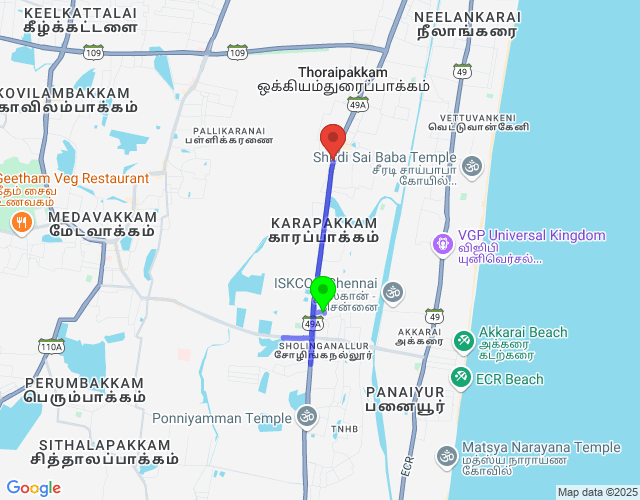 KEELKATTALAI
கீழ்க்கட்டளை
NEELANKARAI
நீலாங்கரை
109
109
49
Thoraipakkam
ஒக்கியம்துரைப்பாக்கம்
KOVILAMBAKKAM
கோவிலம்பாக்கம்
49A
VETTUVANKENI
வெட்டுவான்கேனி
PALLIKARANAI
பள்ளிக்கரணை
Shirdi Sai Baba Temple
சீரடி சாய்பாபா
கோயில்...
Geetham Veg Restaurant
கீதம் சைவ
உணவகம்
MEDAVAKKAM
மேடவாக்கம்
KARAPAKKAM
காரப்பாக்கம்
VGP Universal Kingdom
விஜிபி
யுனிவெர்சல்...
ISKCON Chennai
இஸ்கான் -
சென்னை
49A
49
AKKARAI
அக்கரை
Akkarai Beach
அக்கரை
கடற்கரை
SHOLINGANALLUR
சோழிங்கநல்லூர்
110A
ECR Beach
PERUMBAKKAM
பெரும்பாக்கம்
PANAIYUR
பனையூர்
Ponniyamman Temple
TNHB
SITHALAPAKKAM
சித்தாலப்பாக்கம்
Matsya Narayana Temple
மத்ஸ்ய நாராயண
கோவில்
ECR
Google
Map data ©2025